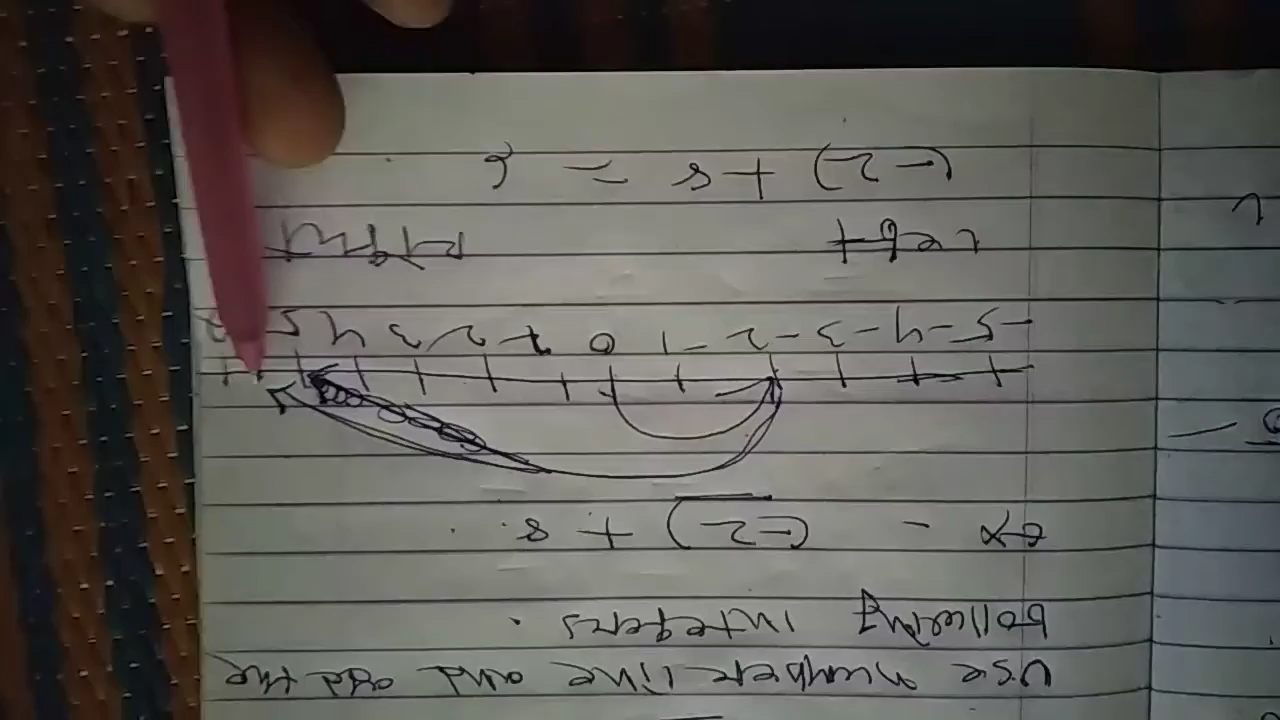 Use number line and add the
following integers.
ex - (-2) + 8.
-5 -4 -3 -2 -1 0 1 2 3 4 5
Left Right
(-2) + 8 = 6